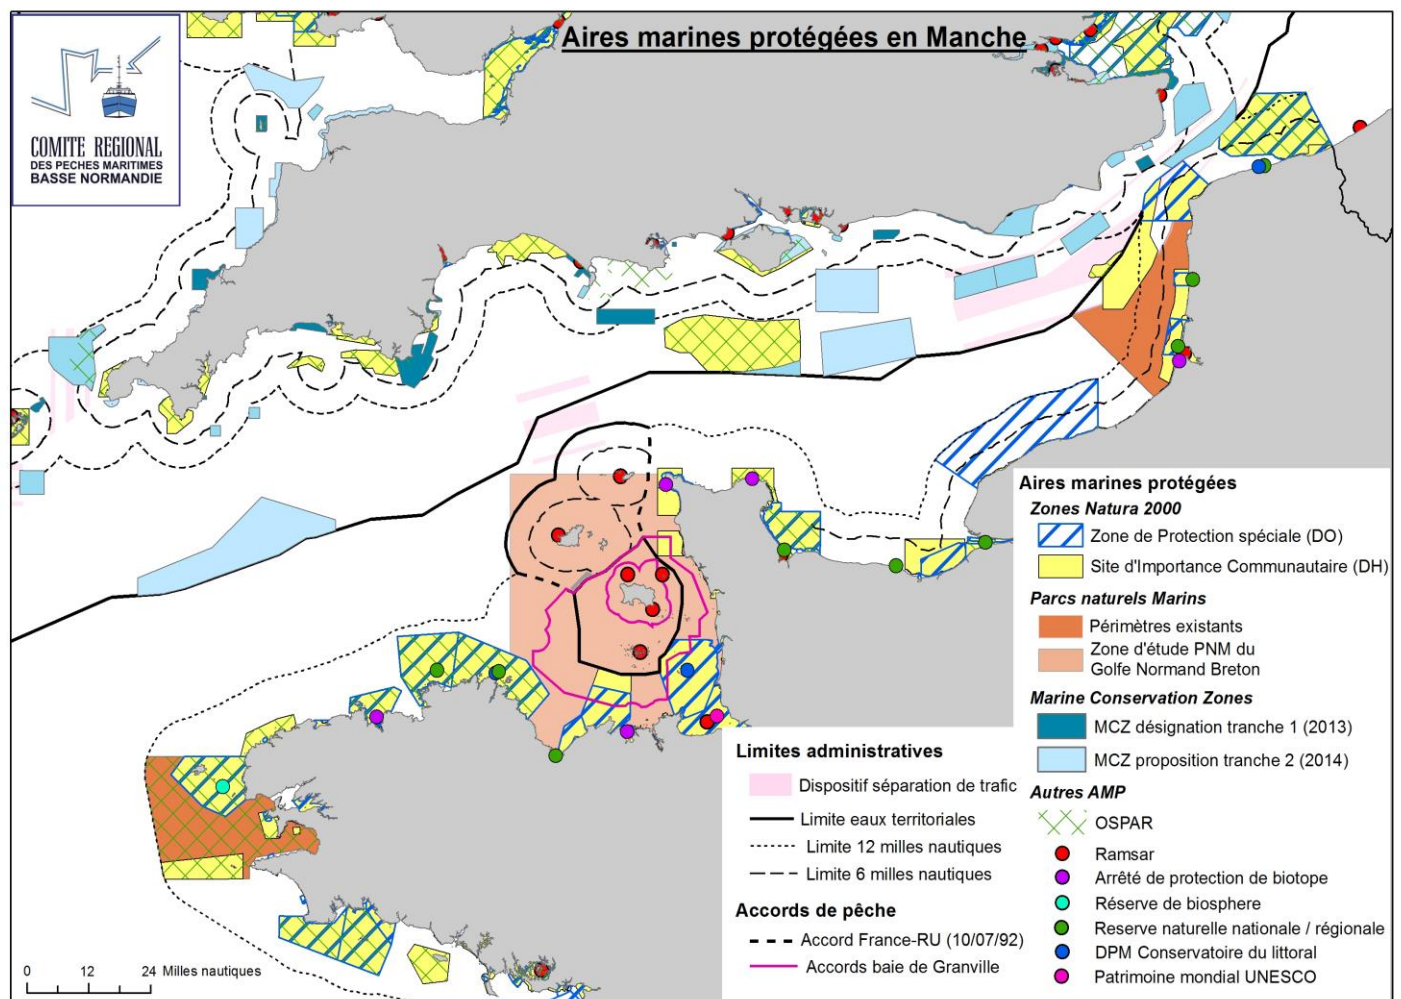 Aires marines protégées en Manche
COMITE REGIONAL
DES PECHES MARITIMES
BASSE NORMANDIE
Aires marines protégées
Zones Natura 2000
Zone de Protection spéciale (DO)
Site d'Importance Communautaire (DH)
Parcs naturels Marins
Périmètres existants
Zone d'étude PNM du
Golfe Normand Breton
Marine Conservation Zones
MCZ désignation tranche 1 (2013)
MCZ proposition tranche 2 (2014)
Autres AMP
OSPAR
Ramsar
Arrêté de protection de biotope
Réserve de biosphere
Reserve naturelle nationale / régionale
DPM Conservatoire du littoral
Patrimoine mondial UNESCO
Limites administratives
Dispositif séparation de trafic
Limite eaux territoriales
Limite 12 milles nautiques
Limite 6 milles nautiques
Accords de pêche
Accord France-RU (10/07/92)
Accords baie de Granville
0 12 24 Milles nautiques